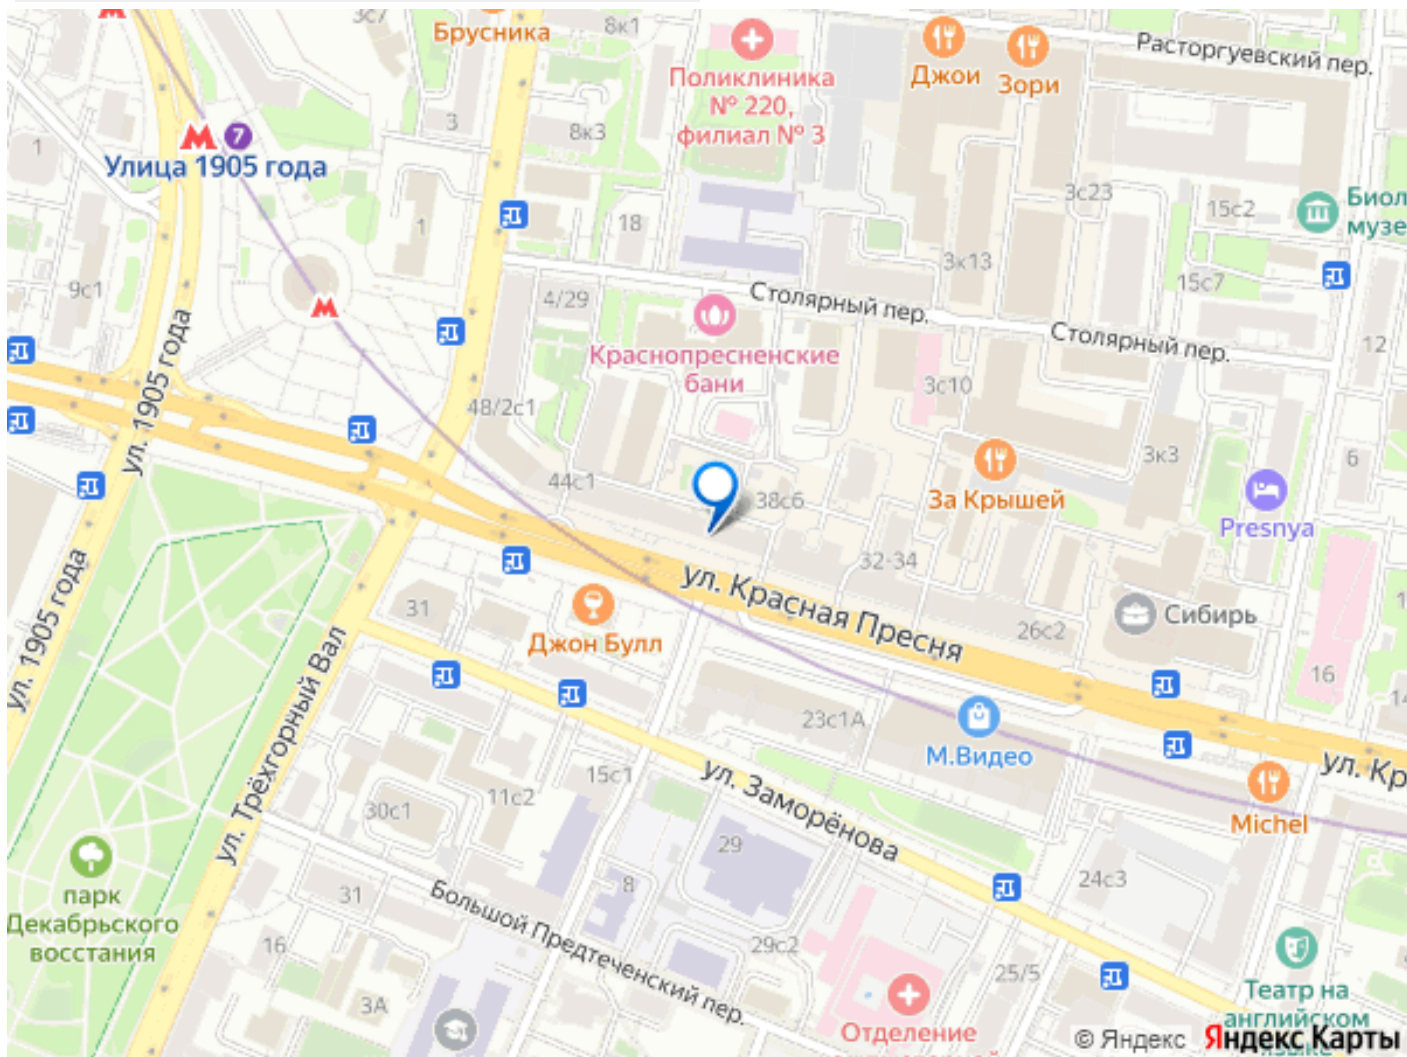 3с7
Брусника
8к1
Поликлиника
№ 220,
филиал № 3
Джои
Зори
Расторгуевский пер.
1
7
Улица 1905 года
3
8к3
18
1
3с23
15с2
Биол
музе
3к13
15с7
9с1
4/29
Столярный пер.
Столярный пер.
12
Краснопресненские
бани
3с10
ул. 1905 года
48/2с1
44с1
38с6
За Крышей
3к3
6
Presnya
32-34
ул. Красная Пресня
26с2
Сибирь
31
Джон Булл
ул. 1905 года
ул. Трёхгорный Вал
16
14
23с1А
М.Видео
ул. Кр
Michel
15с1
11с2
30с1
ул. Заморёнова
29
24с3
парк
Декабрьского
восстания
31
8
Большой Предтеченский пер.
16
29с2
25/5
3А
Отделение
Театр на
английском
© Яндекс Яндекс Карты